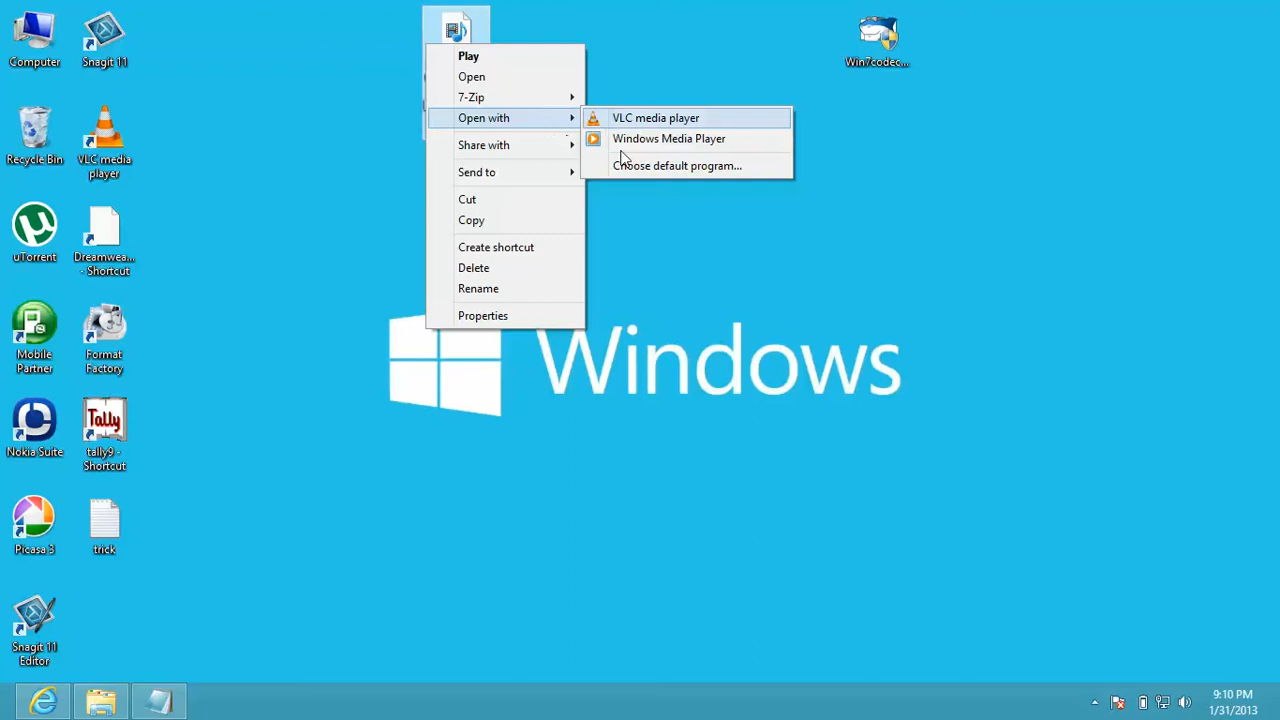 Computer
Snagit 11
Recycle Bin
VLC media
player
uTorrent
Dreamwea...
- Shortcut
Mobile
Partner
Format
Factory
Nokia Suite
tally9 -
Shortcut
Tally
Picasa 3
trick
Snagit 11
Editor
Win7codec...
Play
Open
7-Zip
Open with
Share with
Send to
Cut
Copy
Create shortcut
Delete
Rename
Properties
VLC media player
Windows Media Player
Choose default program...
Windows
9:10 PM
1/31/2013